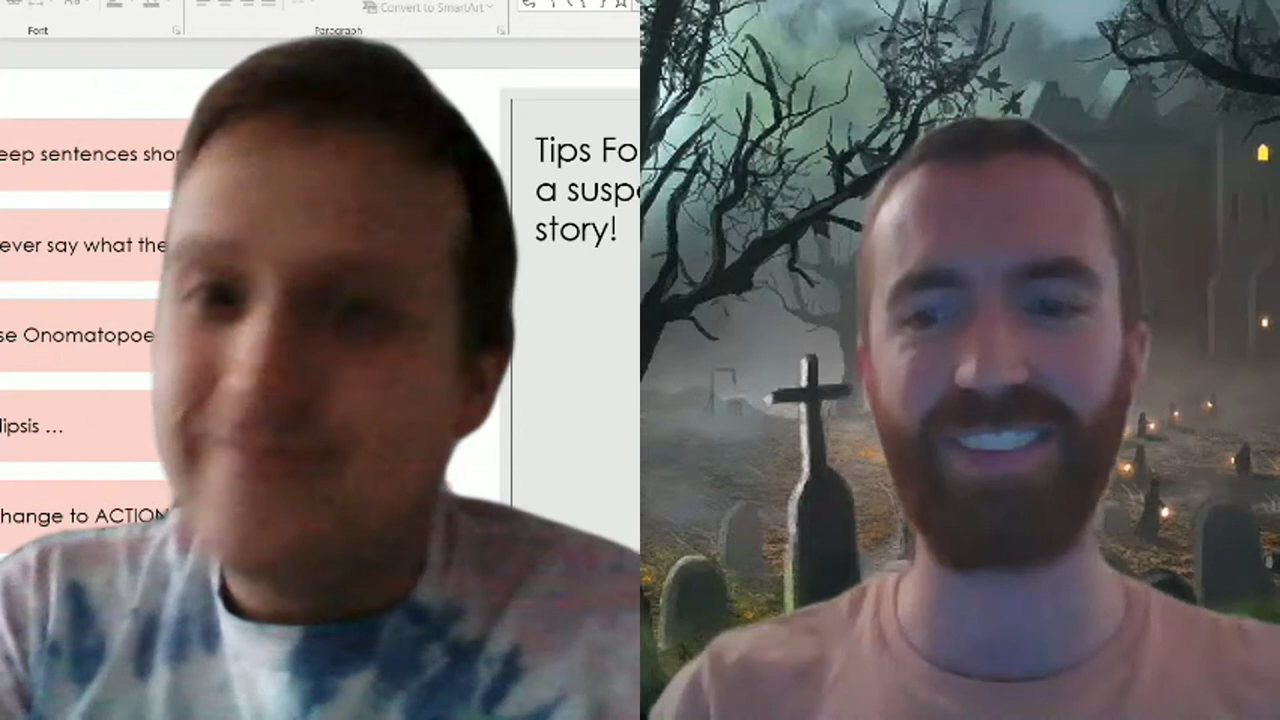 Convert to SmartArt
Font
Paragraph
eep sentences shor
ever say what the
se Onomatopoe
lipsis ...
hange to ACTION
Tips Fo
a suspe
story!